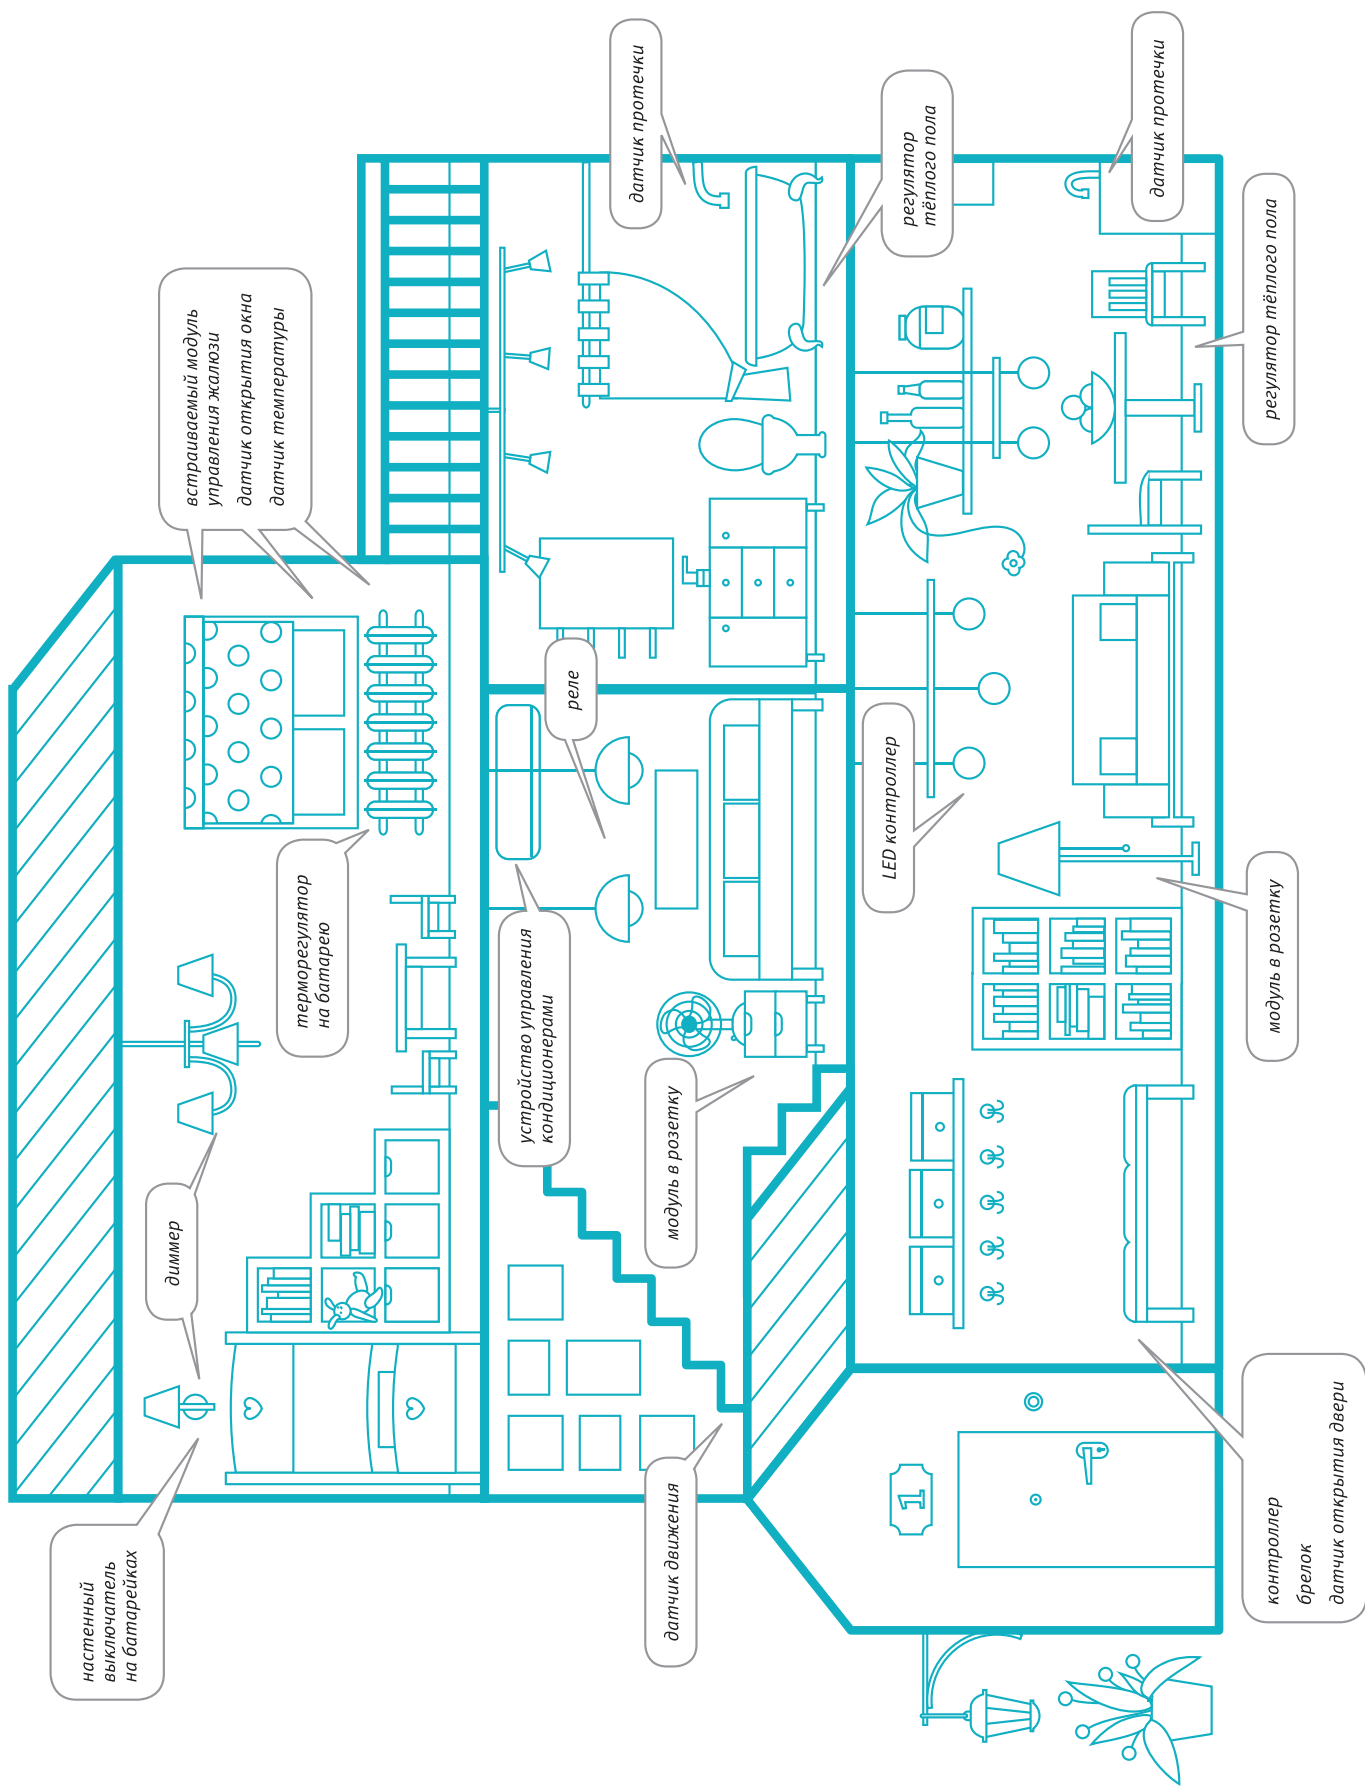 настенный
выключатель
на батарейках
диммер
терморегулятор
на батарею
встраиваемый модуль
управления жалюзи
датчик открытия окна
датчик температуры
датчик движения
модуль в розетку
устройство управления
кондиционерами
реле
датчик протечки
регулятор
тёплого пола
1
LED контроллер
датчик протечки
контроллер
брелок
датчик открытия двери
модуль в розетку
регулятор тёплого пола